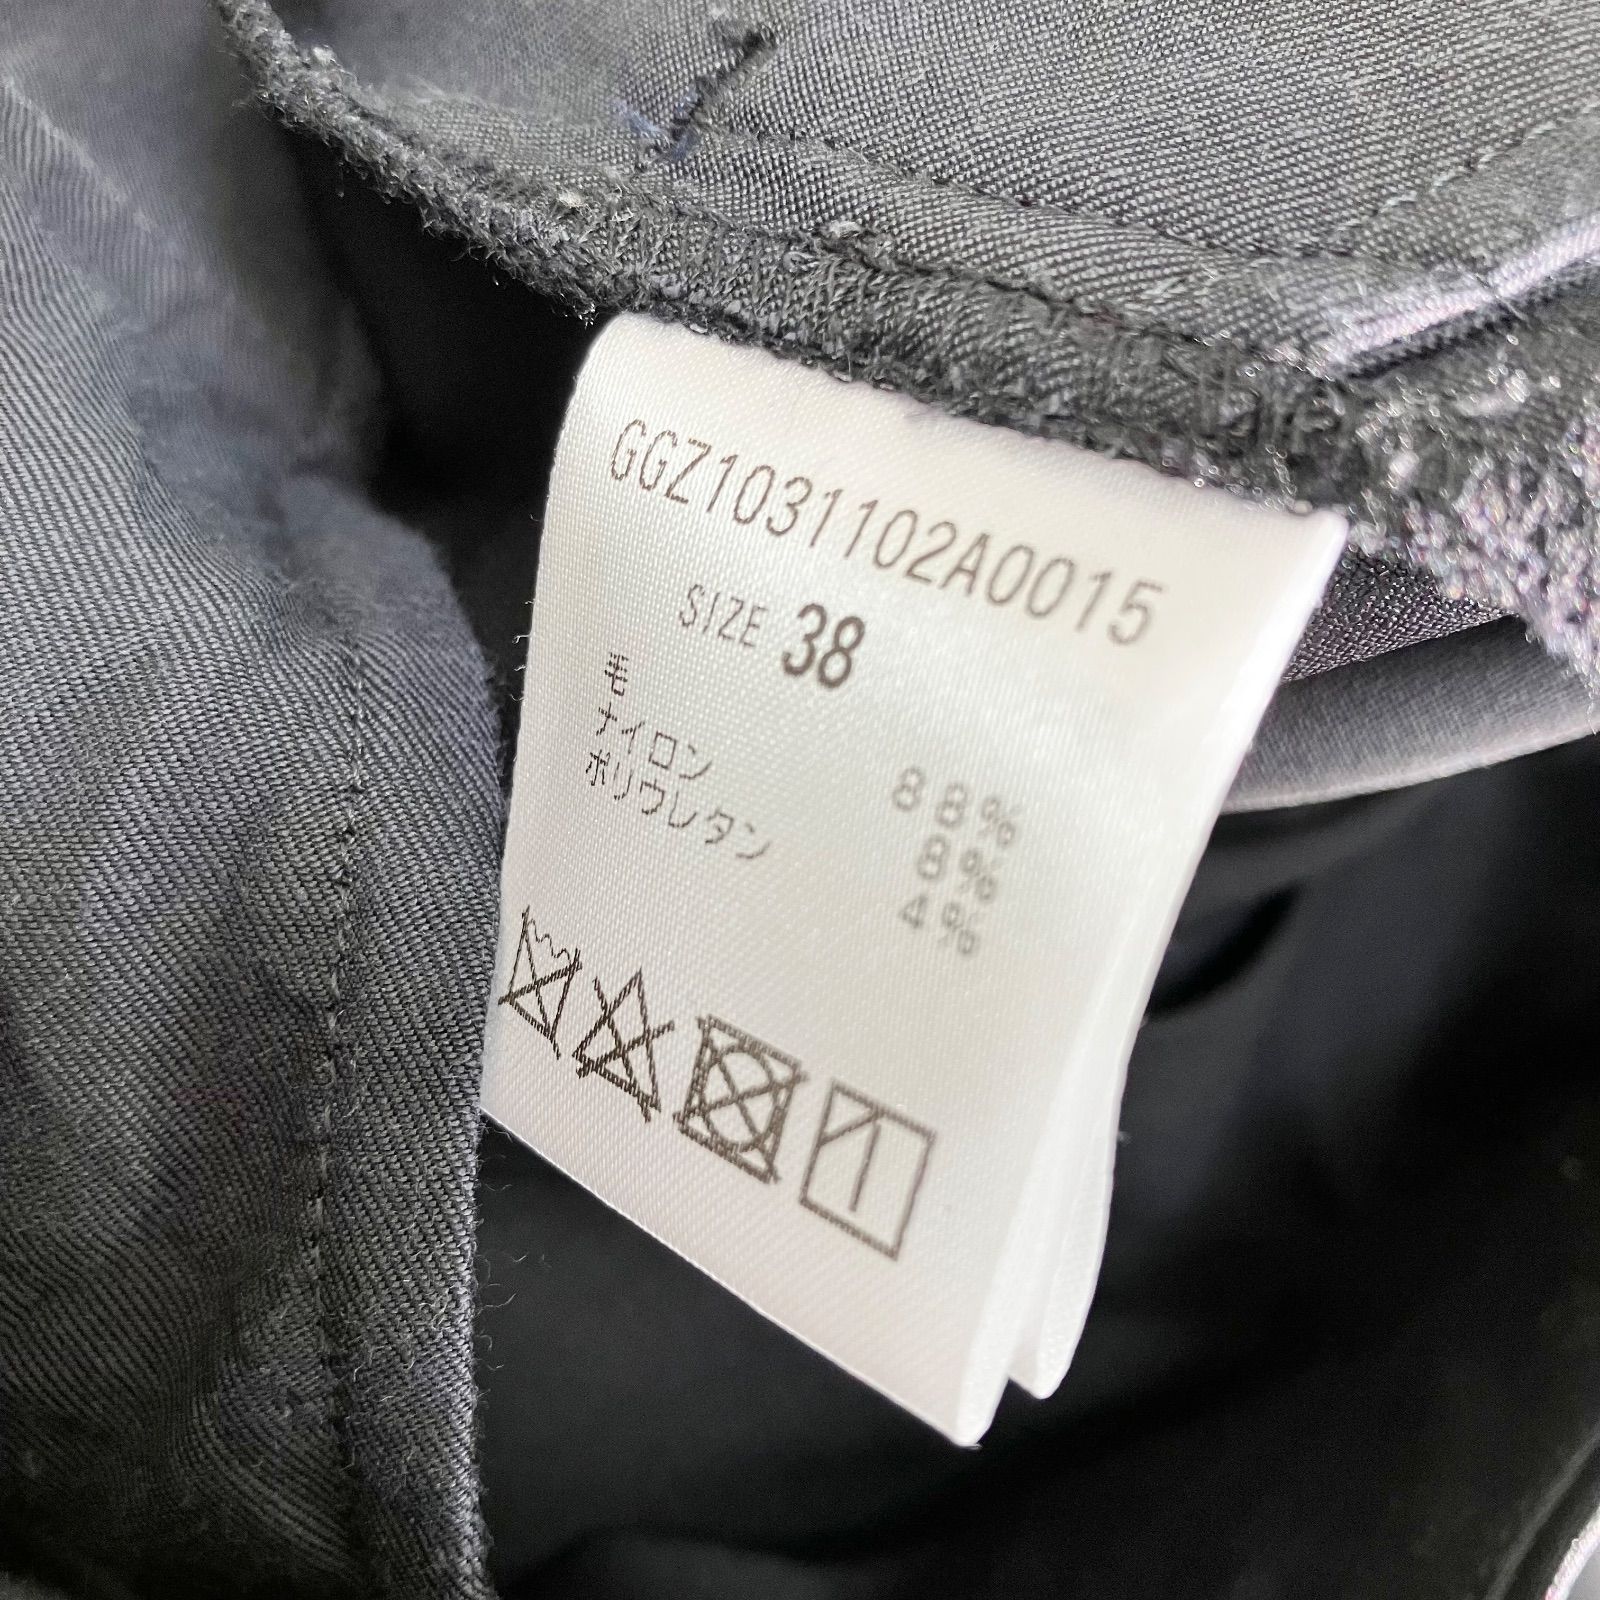 GGZ1031102A0015
SIZE 38
毛 88%
ナイロン 8%
ポリウレタン 4%